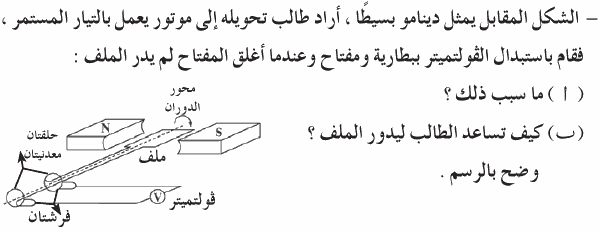 – الشكل المقابل يمثل دينامو بسيطًا ، أراد طالب تحويله إلى موتور يعمل بالتيار المستمر ،
فقام باستبدال الڤولتميتر ببطارية ومفتاح وعندما أغلق المفتاح لم يدر الملف :
( أ ) ما سبب ذلك ؟
(ب) كيف تساعد الطالب ليدور الملف ؟
وضح بالرسم .
محور
الدوران
N
S
حلقتان
معدنيتان
ملف
V
ڤولتميتر
فرشتان